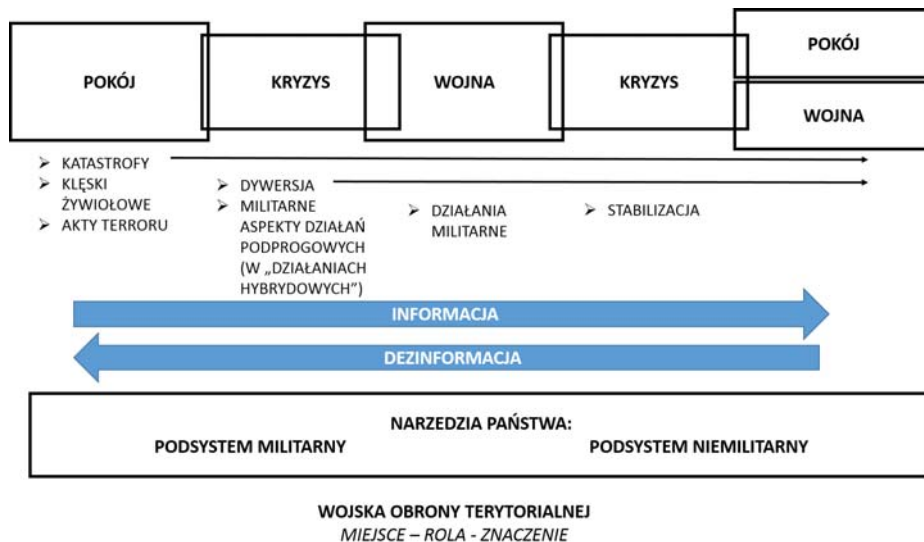 POKÓJ
KRYZYS
WOJNA
KRYZYS
POKÓJ
WOJNA
➢ KATASTROFY
➢ KLĘSKI
ŻYWIOŁOWE
➢ AKTY TERRORU
➢ DYWERSJA
➢ MILITARNE
ASPEKTY DZIAŁAŃ
PODPROGOWYCH
(W „DZIAŁANIACH
HYBRYDOWYCH”)
➢ DZIAŁANIA
MILITARNE
➢ STABILIZACJA
INFORMACJA
DEZINFORMACJA
NARZEDZIA PAŃSTWA:
PODSYSTEM MILITARNY PODSYSTEM NIEMILITARNY
WOJSKA OBRONY TERYTORIALNEJ
MIEJSCE – ROLA - ZNACZENIE